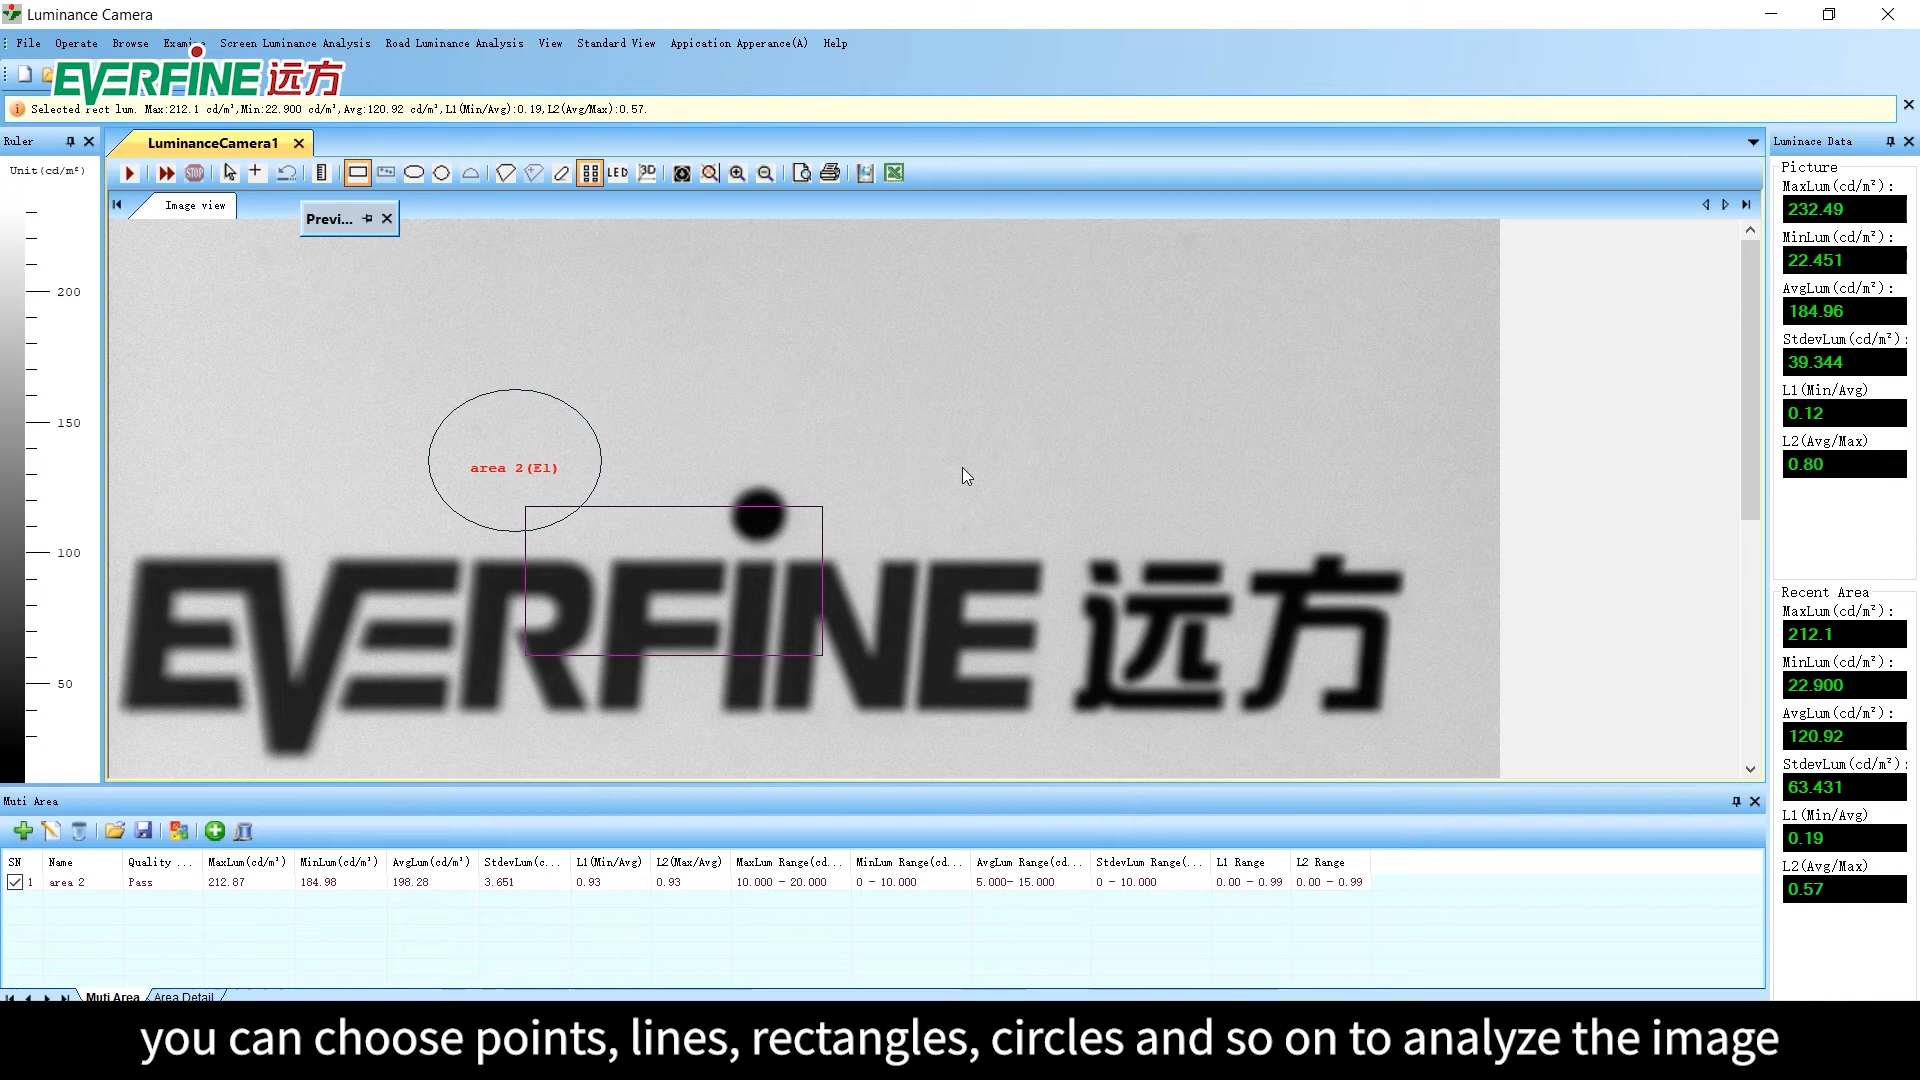 Luminance Camera
File Operate Browse Examine Screen Luminance Analysis Road Luminance Analysis View Standard View Appication Apperance(A) Help
EVERFINE 远方
Selected rect lum. Max:212.1 cd/m²,Min:22.900 cd/m²,Avg:120.92 cd/m²,L1(Min/Avg):0.19,L2(Avg/Max):0.57.
Ruler
Unit(cd/m²)
200
150
100
50
LuminanceCamera1
STOP
LED
3D
Image view
Previ...
area 2(El)
EVERFINE 远方
Luminace Data
Picture
MaxLum(cd/m²):
232.49
MinLum(cd/m²):
22.451
AvgLum(cd/m²):
184.96
StdevLum(cd/m²):
39.344
L1(Min/Avg)
0.12
L2(Avg/Max)
0.80
Recent Area
MaxLum(cd/m²):
212.1
MinLum(cd/m²):
22.900
AvgLum(cd/m²):
120.92
StdevLum(cd/m²):
63.431
L1(Min/Avg)
0.19
L2(Avg/Max)
0.57
Muti Area
SN Name Quality ... MaxLum(cd/m²) MinLum(cd/m²) AvgLum(cd/m²) StdevLum(c... L1(Min/Avg) L2(Max/Avg) MaxLum Range(cd... MinLum Range(cd... AvgLum Range(cd... StdevLum Range(... L1 Range L2 Range
1 area 2 Pass 212.87 184.98 198.28 3.651 0.93 0.93 10.000 - 20.000 0 - 10.000 5.000- 15.000 0 - 10.000 0.00 - 0.99 0.00 - 0.99
Muti Area Area Detail
you can choose points, lines, rectangles, circles and so on to analyze the image